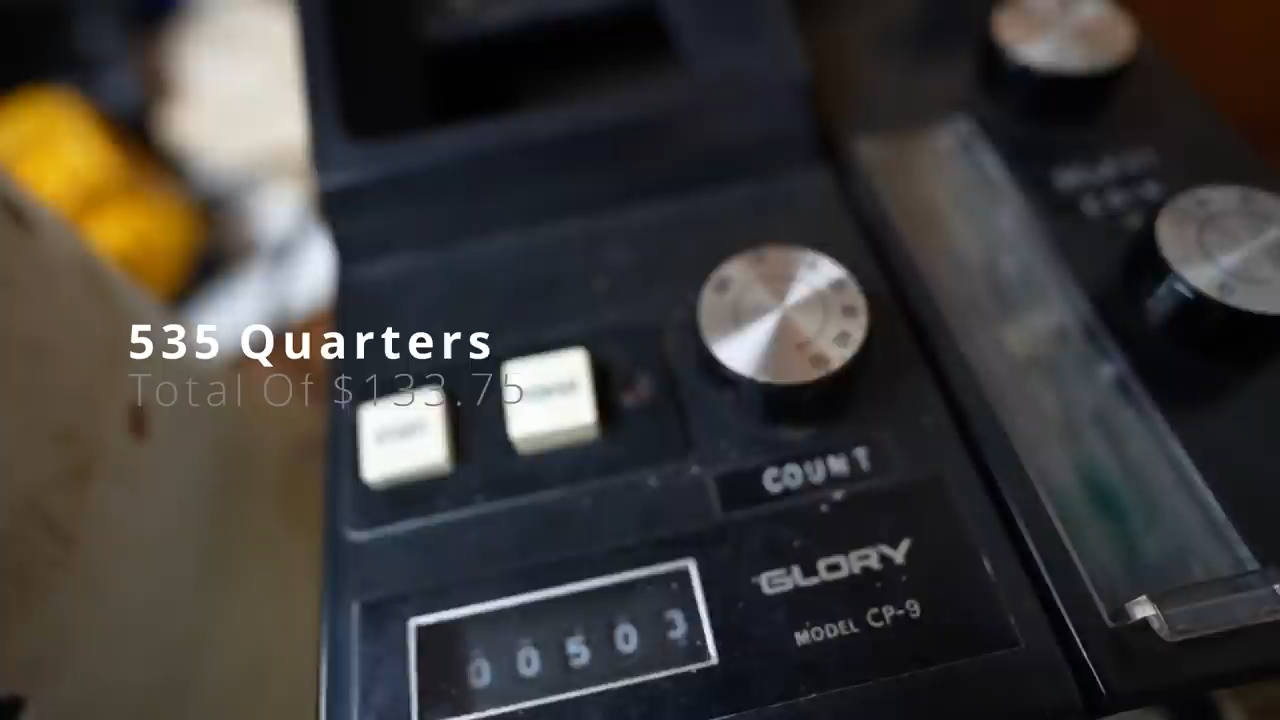 535 Quarters
Total Of $133.75
COUNT
GLORY
MODEL CP-9
00503